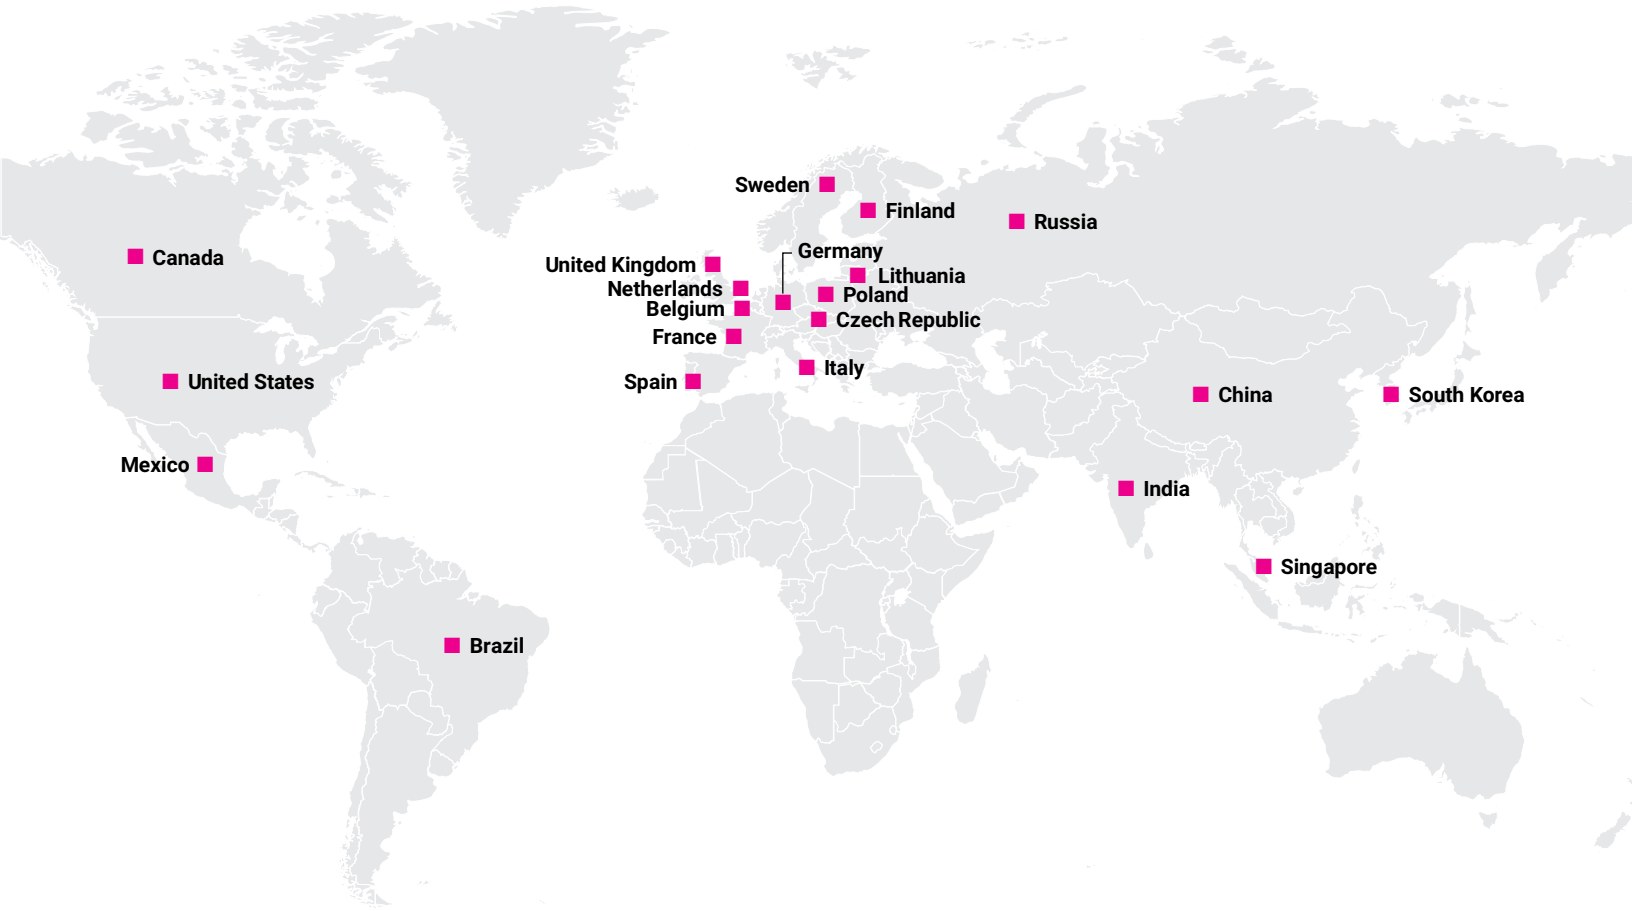 Sweden
Finland
Russia
Germany
Canada
United Kingdom
Lithuania
Netherlands
Poland
Belgium
Czech Republic
France
Italy
United States
Spain
China
South Korea
Mexico
India
Singapore
Brazil